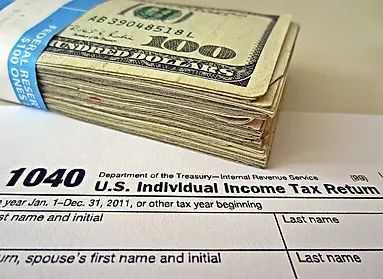 100
AB 39048518 L
HUNDRED DOLLARS
FEDERAL RESER
$100 ONES
1040
Department of the Treasury—Internal Revenue Service
(99)
U.S. Individual Income Tax Return
e year Jan. 1–Dec. 31, 2011, or other tax year beginning
st name and initial
Last name
urn, spouse's first name and initial
Last name